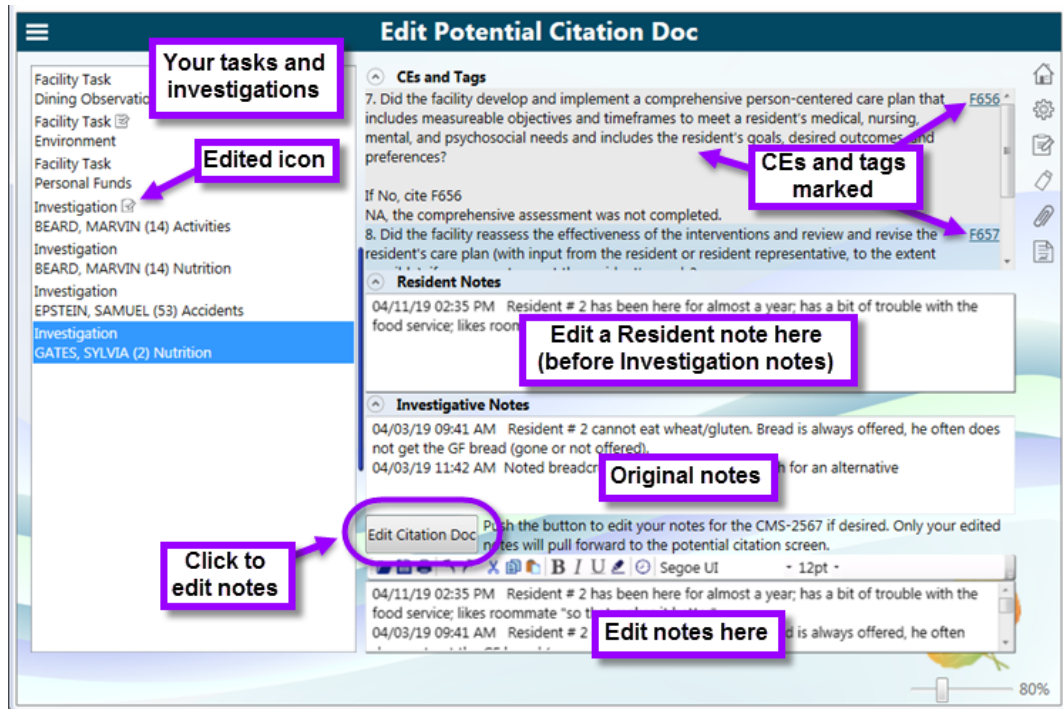 Edit Potential Citation Doc
Your tasks and
investigations
Facility Task
Dining Observatio
Facility Task
Environment
Facility Task
Personal Funds
Investigation
BEARD, MARVIN (14) Activities
Investigation
BEARD, MARVIN (14) Nutrition
Investigation
EPSTEIN, SAMUEL (53) Accidents
Investigation
GATES, SYLVIA (2) Nutrition
Edited icon
CEs and Tags
7. Did the facility develop and implement a comprehensive person-centered care plan that F656
includes measureable objectives and timeframes to meet a resident's medical, nursing,
mental, and psychosocial needs and includes the resident's goals, desired outcomes, and
preferences?
CEs and tags
marked
If No, cite F656
NA, the comprehensive assessment was not completed.
8. Did the facility reassess the effectiveness of the interventions and review and revise the F657
resident's care plan (with input from the resident or resident representative, to the extent
Resident Notes
04/11/19 02:35 PM Resident # 2 has been here for almost a year; has a bit of trouble with the
food service; likes
Edit a Resident note here
(before Investigation notes)
Investigative Notes
04/03/19 09:41 AM Resident # 2 cannot eat wheat/gluten. Bread is always offered, he often does
not get the GF bread (gone or not offered).
04/03/19 11:42 AM Noted for an alternative
Original notes
Edit Citation Doc
Push the button to edit your notes for the CMS-2567 if desired. Only your edited
notes will pull forward to the potential citation screen.
Click to
edit notes
B I U Segoe UI - 12pt -
04/11/19 02:35 PM Resident # 2 has been here for almost a year; has a bit of trouble with the
food service; likes roommate "so
04/03/19 09:41 AM Resident # 2 d is always offered, he often
Edit notes here
80%